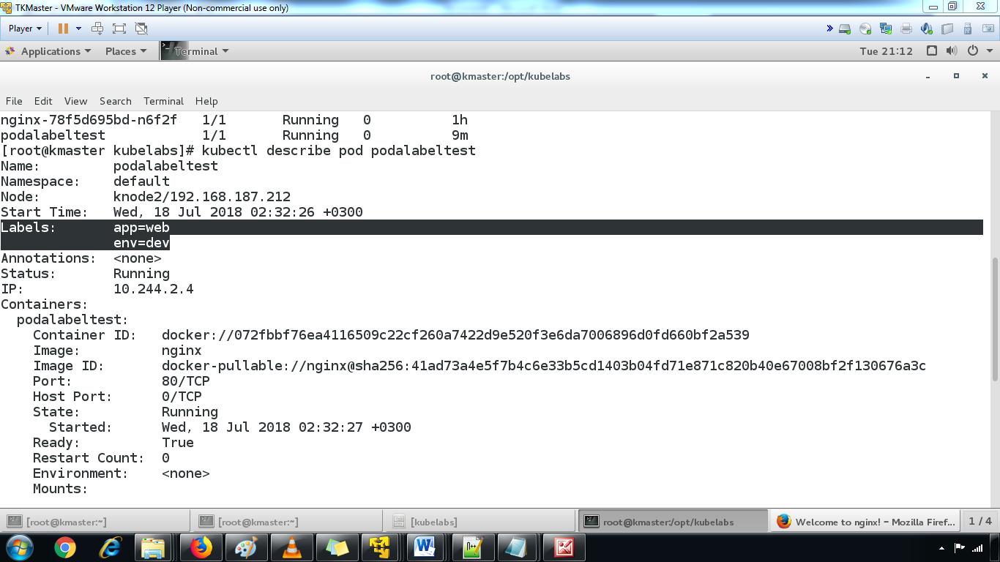 TKMaster - VMware Workstation 12 Player (Non-commercial use only)
Player
Applications Places Terminal Tue 21:12
root@kmaster:/opt/kubelabs
File Edit View Search Terminal Help
nginx-78f5d695bd-n6f2f 1/1 Running 0 1h
podalabeltest 1/1 Running 0 9m
[root@kmaster kubelabs]# kubectl describe pod podalabeltest
Name: podalabeltest
Namespace: default
Node: knode2/192.168.187.212
Start Time: Wed, 18 Jul 2018 02:32:26 +0300
Labels: app=web
env=dev
Annotations: <none>
Status: Running
IP: 10.244.2.4
Containers:
podalabeltest:
Container ID: docker://072fbbf76ea4116509c22cf260a7422d9e520f3e6da7006896d0fd660bf2a539
Image: nginx
Image ID: docker-pullable://nginx@sha256:41ad73a4e5f7b4c6e33b5cd1403b04fd71e871c820b40e67008bf2f130676a3c
Port: 80/TCP
Host Port: 0/TCP
State: Running
Started: Wed, 18 Jul 2018 02:32:27 +0300
Ready: True
Restart Count: 0
Environment: <none>
Mounts:
[root@kmaster:~] [root@kmaster:~] [kubelabs] root@kmaster:/opt/kubelabs Welcome to nginx! - Mozilla Firef... 1 / 4